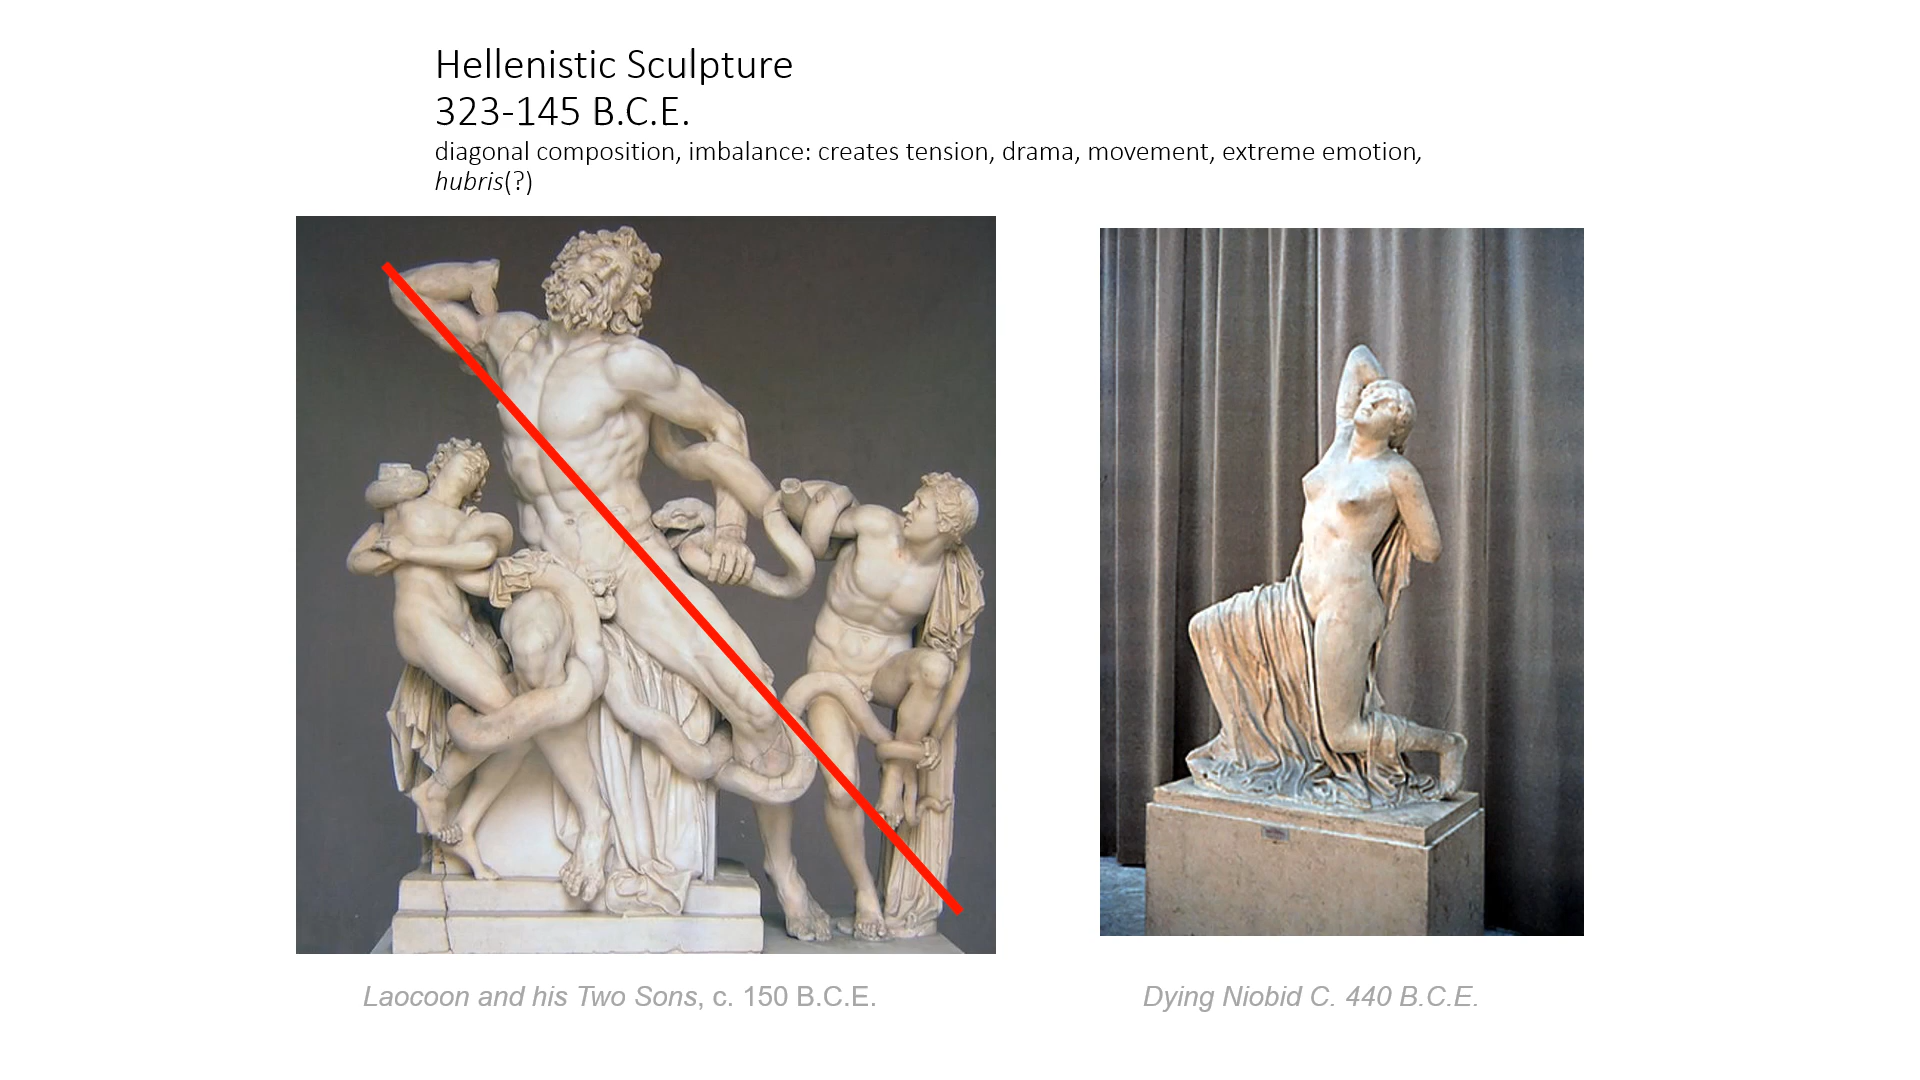 Hellenistic Sculpture
323-145 B.C.E.
diagonal composition, imbalance: creates tension, drama, movement, extreme emotion,
hubris(?)
Laocoon and his Two Sons, c. 150 B.C.E.
Dying Niobid C. 440 B.C.E.